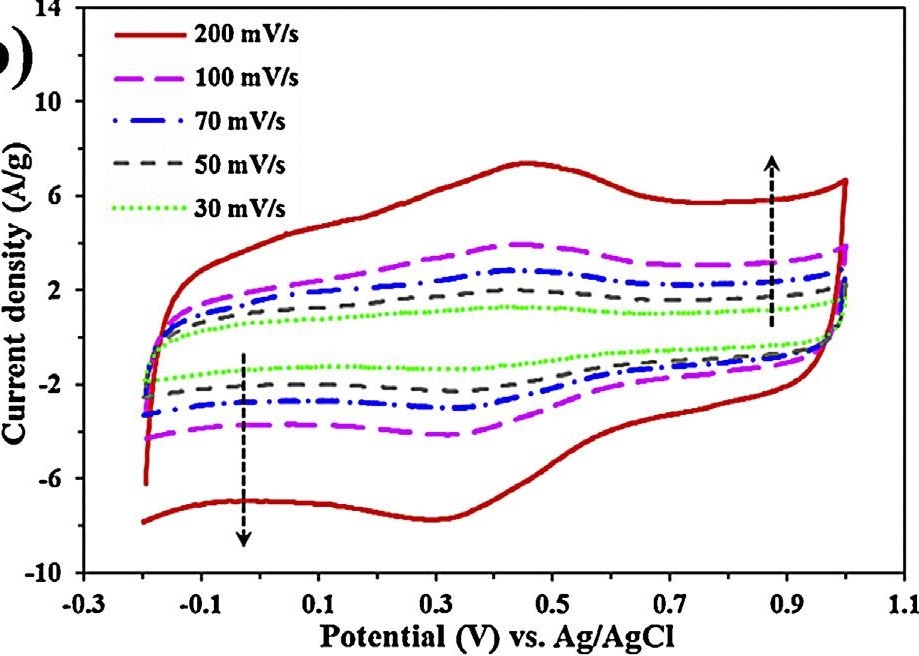 )
200 mV/s
100 mV/s
70 mV/s
50 mV/s
30 mV/s
Current density (A/g)
14
10
6
2
-2
-6
-10
-0.3 -0.1 0.1 0.3 0.5 0.7 0.9 1.1
Potential (V) vs. Ag/AgCl